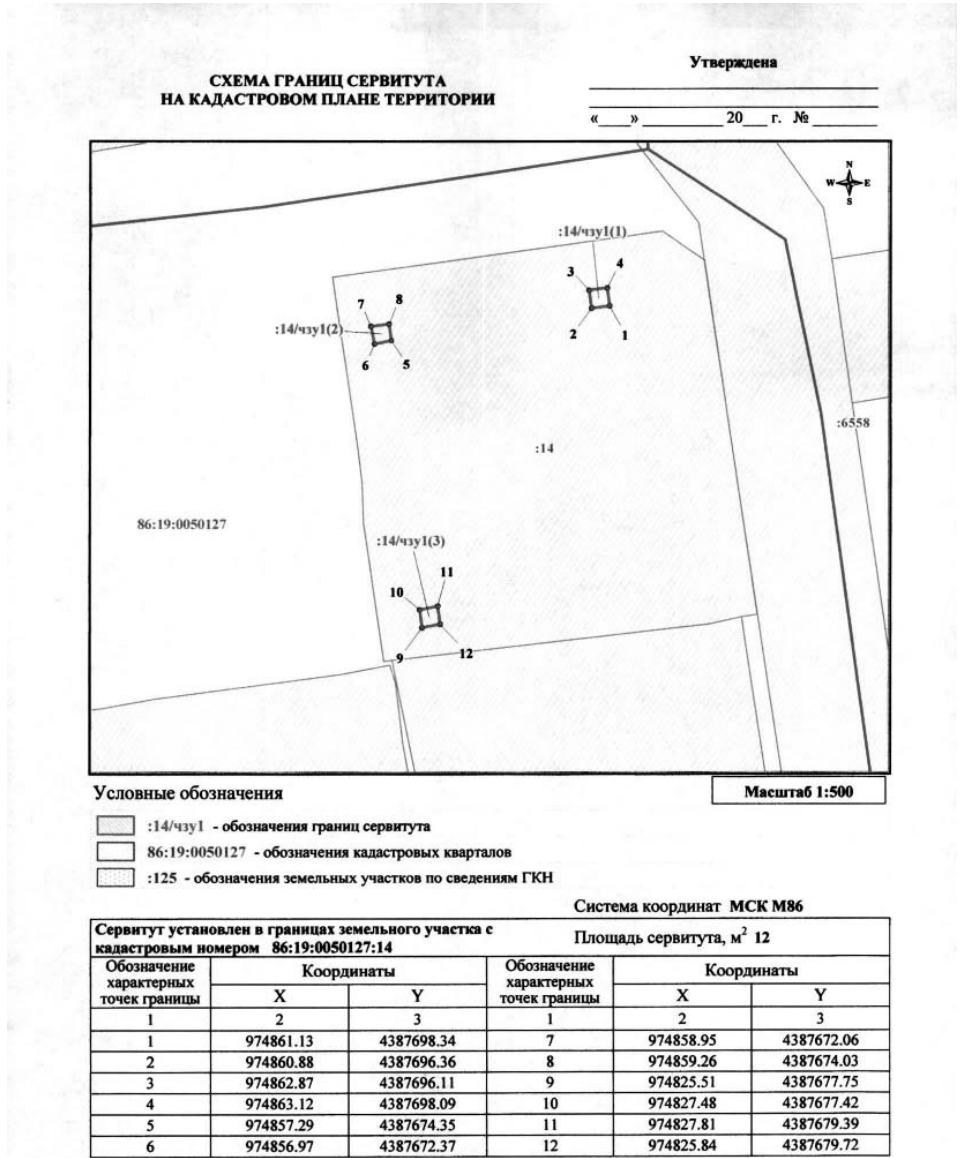 Утверждена
СХЕМА ГРАНИЦ СЕРВИТУТА
НА КАДАСТРОВОМ ПЛАНЕ ТЕРРИТОРИИ
«____» __________ 20___ г. № ________
N
W E
S
:14/чзу1(1)
3 4
2 1
7 8
:14/чзу1(2)
6 5
:6558
:14
86:19:0050127
:14/чзу1(3)
11
10
9 12
Условные обозначения
Масштаб 1:500
:14/чзу1 - обозначения границ сервитута
86:19:0050127 - обозначения кадастровых кварталов
:125 - обозначения земельных участков по сведениям ГКН
Система координат МСК М86
Сервитут установлен в границах земельного участка с
кадастровым номером 86:19:0050127:14
Площадь сервитута, м² 12
Обозначение характерных точек границы Координаты Обозначение характерных точек границы Координаты
X Y X Y
1 2 3 1 2 3
1 974861.13 4387698.34 7 974858.95 4387672.06
2 974860.88 4387696.36 8 974859.26 4387674.03
3 974862.87 4387696.11 9 974825.51 4387677.75
4 974863.12 4387698.09 10 974827.48 4387677.42
5 974857.29 4387674.35 11 974827.81 4387679.39
6 974856.97 4387672.37 12 974825.84 4387679.72